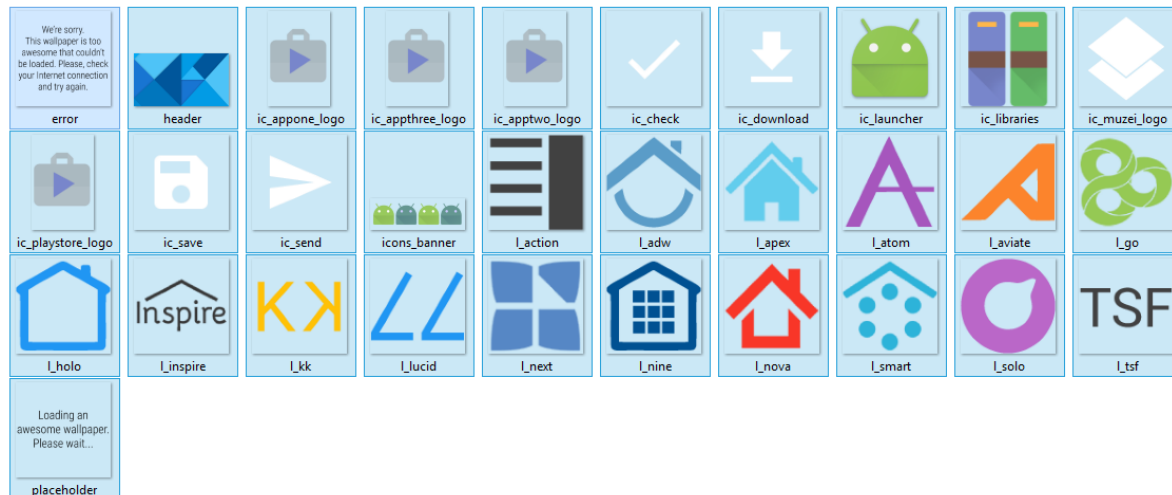 We're sorry.
This wallpaper is too
awesome that couldn't
be loaded. Please, check
your Internet connection
and try again.
error
header
ic_appone_logo
ic_appthree_logo
ic_apptwo_logo
ic_check
ic_download
ic_launcher
ic_libraries
ic_muzei_logo
ic_playstore_logo
ic_save
ic_send
icons_banner
l_action
l_adw
l_apex
l_atom
l_aviate
l_go
l_holo
Inspire
l_inspire
KK
l_kk
l_lucid
l_next
l_nine
l_nova
l_smart
l_solo
TSF
l_tsf
Loading an
awesome wallpaper.
Please wait...
placeholder